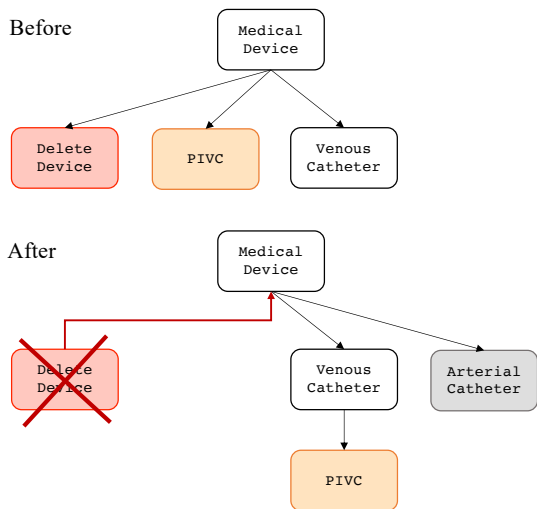 Before
Medical
Device
Delete
Device
PIVC
Venous
Catheter
After
Medical
Device
Delete
Device
Venous
Catheter
Arterial
Catheter
PIVC